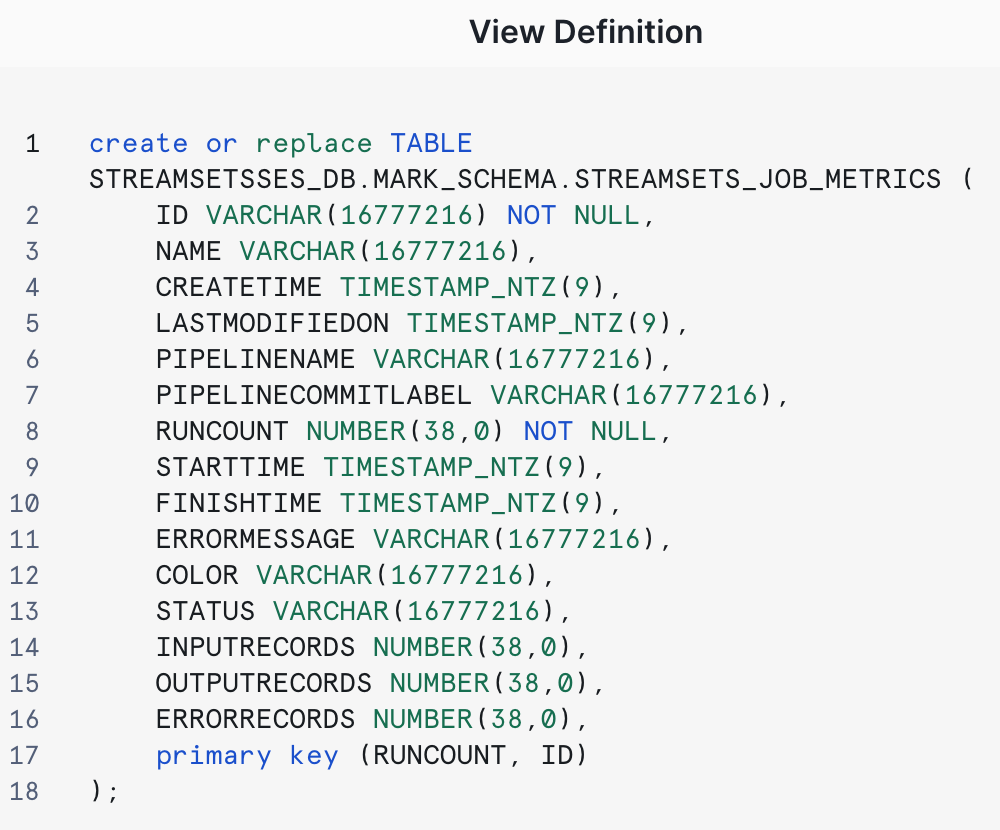 View Definition
1 create or replace TABLE
STREAMSETSSES_DB.MARK_SCHEMA.STREAMSETS_JOB_METRICS (
2 ID VARCHAR(16777216) NOT NULL,
3 NAME VARCHAR(16777216),
4 CREATETIME TIMESTAMP_NTZ(9),
5 LASTMODIFIEDON TIMESTAMP_NTZ(9),
6 PIPELINENAME VARCHAR(16777216),
7 PIPELINECOMMITLABEL VARCHAR(16777216),
8 RUNCOUNT NUMBER(38,0) NOT NULL,
9 STARTTIME TIMESTAMP_NTZ(9),
10 FINISHTIME TIMESTAMP_NTZ(9),
11 ERRORMESSAGE VARCHAR(16777216),
12 COLOR VARCHAR(16777216),
13 STATUS VARCHAR(16777216),
14 INPUTRECORDS NUMBER(38,0),
15 OUTPUTRECORDS NUMBER(38,0),
16 ERRORRECORDS NUMBER(38,0),
17 primary key (RUNCOUNT, ID)
18 );